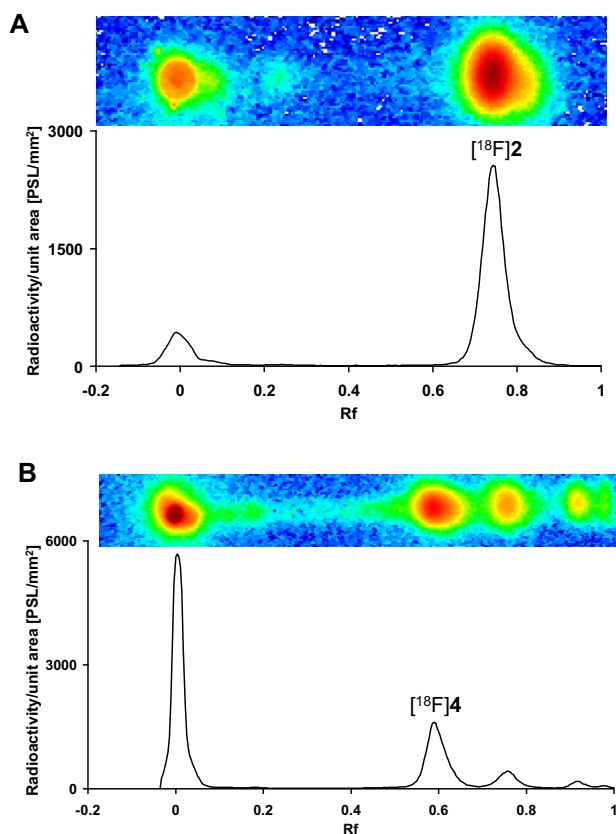 A
3000
[¹⁸F]2
1500
0
Radioactivity/unit area [PSL/mm²]
-0.2 0 0.2 0.4 0.6 0.8 1
Rf
B
6000
[¹⁸F]4
3000
0
Radioactivity/unit area [PSL/mm²]
-0.2 0 0.2 0.4 0.6 0.8 1
Rf